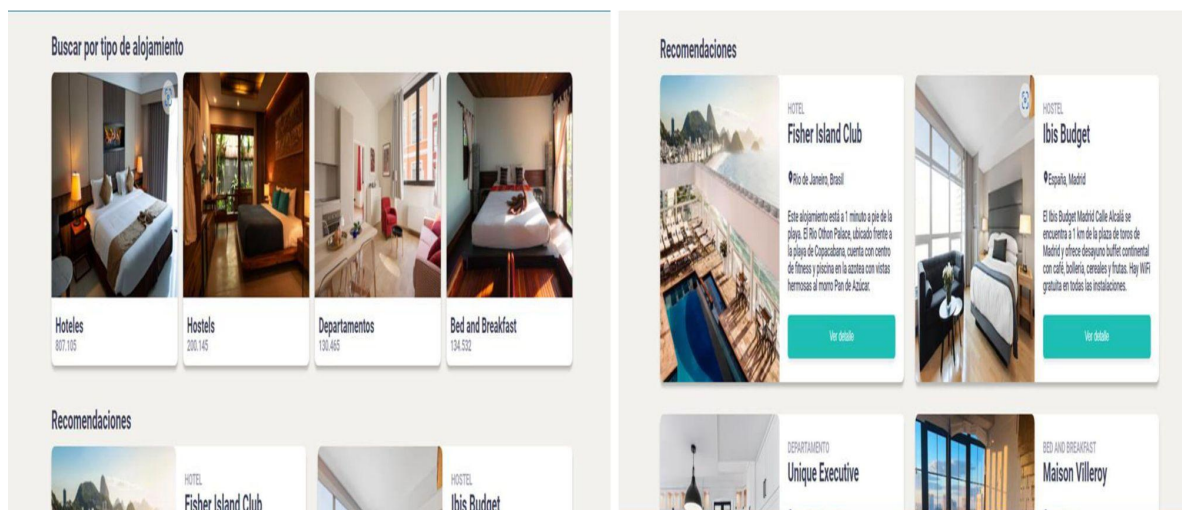 Buscar por tipo de alojamiento
Hoteles
807.105
Hostels
200.145
Departamentos
130.465
Bed and Breakfast
134.532
Recomendaciones
HOTEL
Fisher Island Club
HOSTEL
Ibis Budget
Recomendaciones
HOTEL
Fisher Island Club
Rio de Janeiro, Brasil
Este alojamiento está a 1 minuto a pie de la
playa. El Rio Othon Palace, ubicado frente a
la playa de Copacabana, cuenta con centro
de fitness y piscina en la azotea con vistas
hermosas al morro Pan de Azúcar.
Ver detalle
HOSTEL
Ibis Budget
España, Madrid
El Ibis Budget Madrid Calle Alcalá se
encuentra a 1 km de la plaza de toros de
Madrid y ofrece desayuno buffet continental
con café, bollería, cereales y frutas. Hay WiFi
gratuita en todas las instalaciones.
Ver detalle
DEPARTAMENTO
Unique Executive
BED AND BREAKFAST
Maison Villeroy